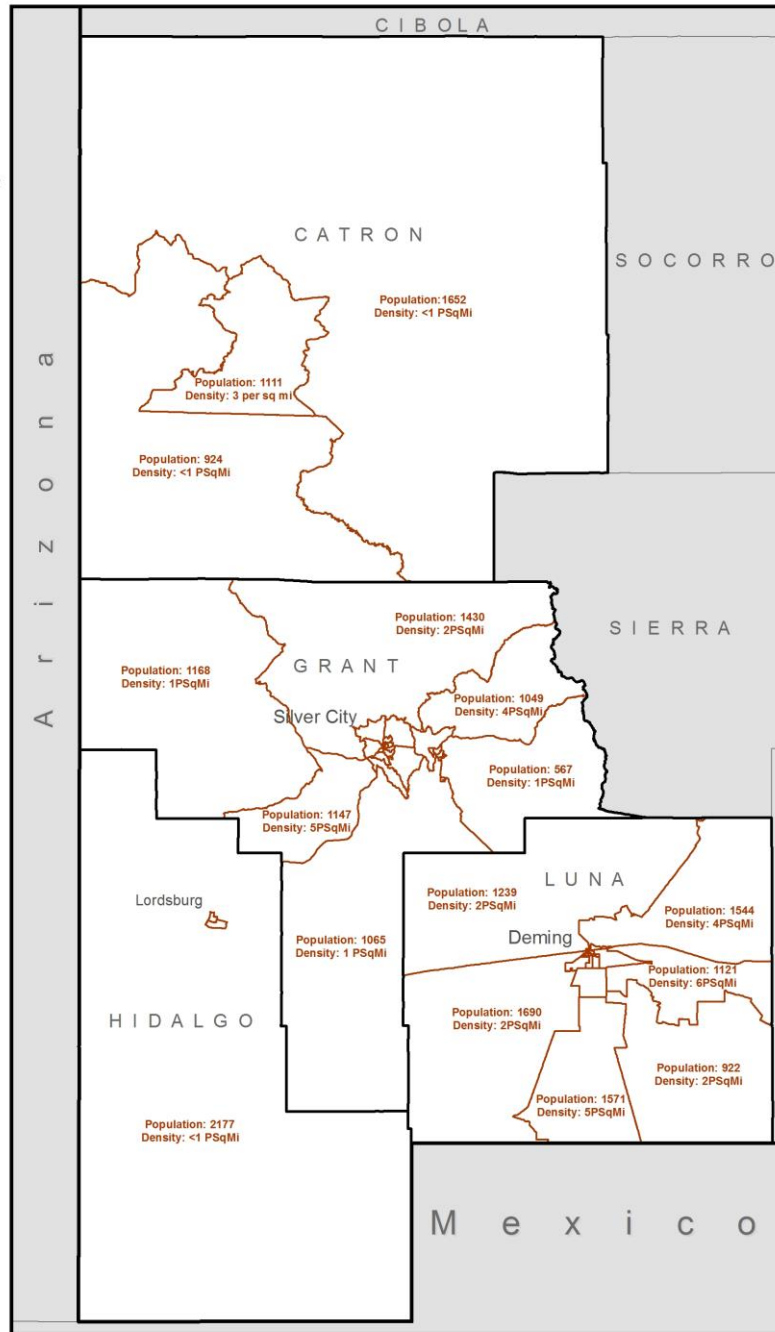 CIBOLA
CATRON
SOCORRO
Population:1652
Density: <1 PSqMi
Arizona
Population: 1111
Density: 3 per sq mi
Population: 924
Density: <1 PSqMi
Population: 1430
Density: 2PSqMi
SIERRA
GRANT
Population: 1168
Density: 1PSqMi
Population: 1049
Density: 4PSqMi
Silver City
Population: 567
Density: 1PSqMi
Population: 1147
Density: 5PSqMi
LUNA
Population: 1239
Density: 2PSqMi
Lordsburg
Population: 1544
Density: 4PSqMi
Deming
Population: 1065
Density: 1 PSqMi
Population: 1121
Density: 6PSqMi
HIDALGO
Population: 1690
Density: 2PSqMi
Population: 922
Density: 2PSqMi
Population: 1571
Density: 5PSqMi
Population: 2177
Density: <1 PSqMi
Mexico